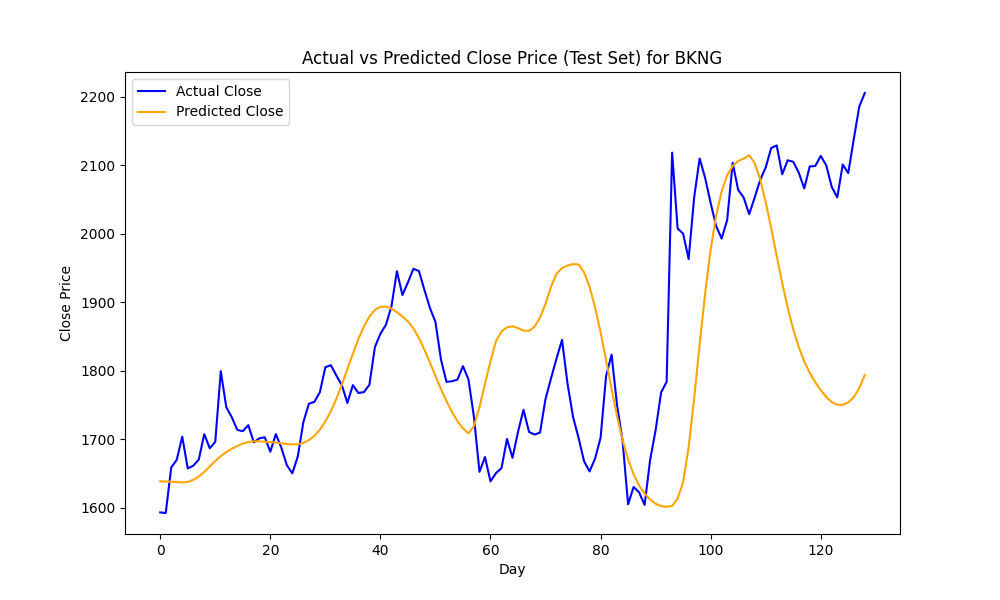 Actual vs Predicted Close Price (Test Set) for BKNG
Actual Close
Predicted Close
2200
2100
2000
1900
1800
1700
1600
Close Price
0 20 40 60 80 100 120
Day